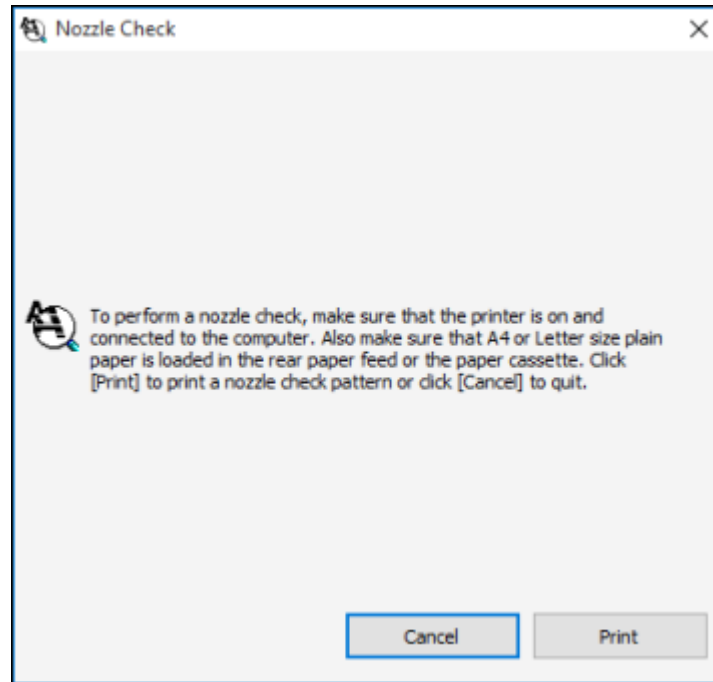 Nozzle Check
To perform a nozzle check, make sure that the printer is on and
connected to the computer. Also make sure that A4 or Letter size plain
paper is loaded in the rear paper feed or the paper cassette. Click
[Print] to print a nozzle check pattern or click [Cancel] to quit.
Cancel
Print